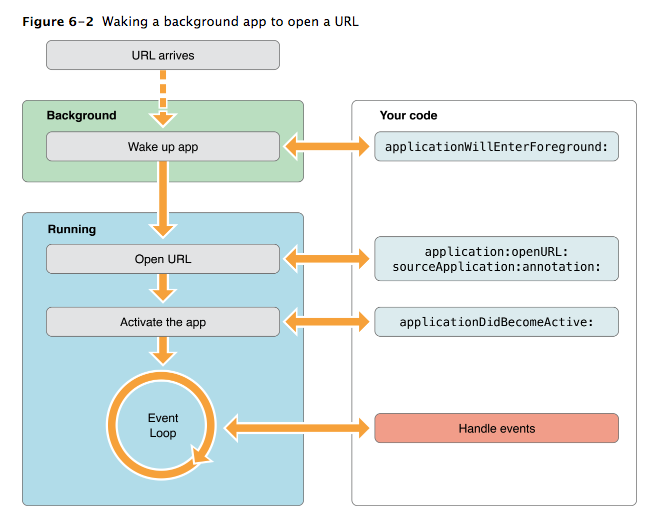 Figure 6-2 Waking a background app to open a URL
URL arrives
Background
Your code
Wake up app
applicationWillEnterForeground:
Running
Open URL
application:openURL:
sourceApplication:annotation:
Activate the app
applicationDidBecomeActive:
Event
Loop
Handle events